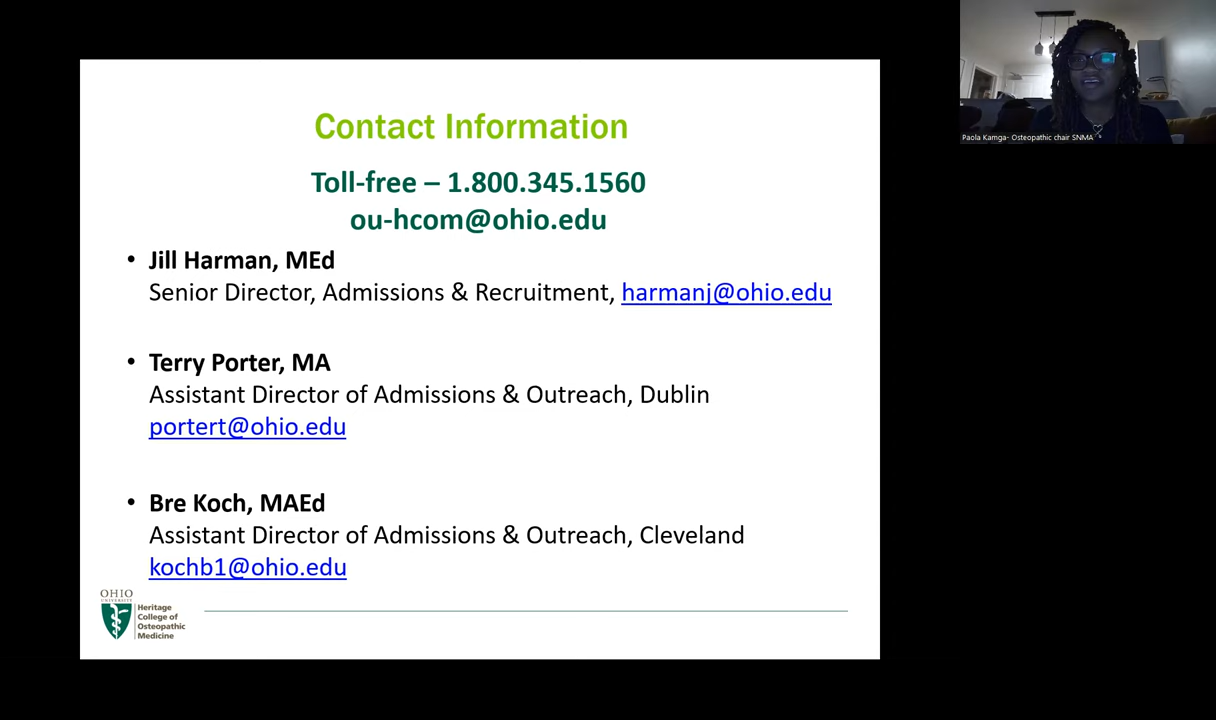 Contact Information
Toll-free – 1.800.345.1560
ou-hcom@ohio.edu
• Jill Harman, MEd
Senior Director, Admissions & Recruitment, harmanj@ohio.edu
• Terry Porter, MA
Assistant Director of Admissions & Outreach, Dublin
portert@ohio.edu
• Bre Koch, MAEd
Assistant Director of Admissions & Outreach, Cleveland
kochb1@ohio.edu
OHIO
UNIVERSITY
Heritage
College of
Osteopathic
Medicine
Paola Kamga- Osteopathic chair SNMA